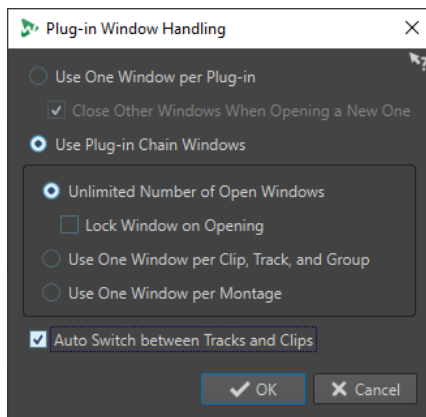 Plug-in Window Handling
Use One Window per Plug-in
Close Other Windows When Opening a New One
Use Plug-in Chain Windows
Unlimited Number of Open Windows
Lock Window on Opening
Use One Window per Clip, Track, and Group
Use One Window per Montage
Auto Switch between Tracks and Clips
OK Cancel